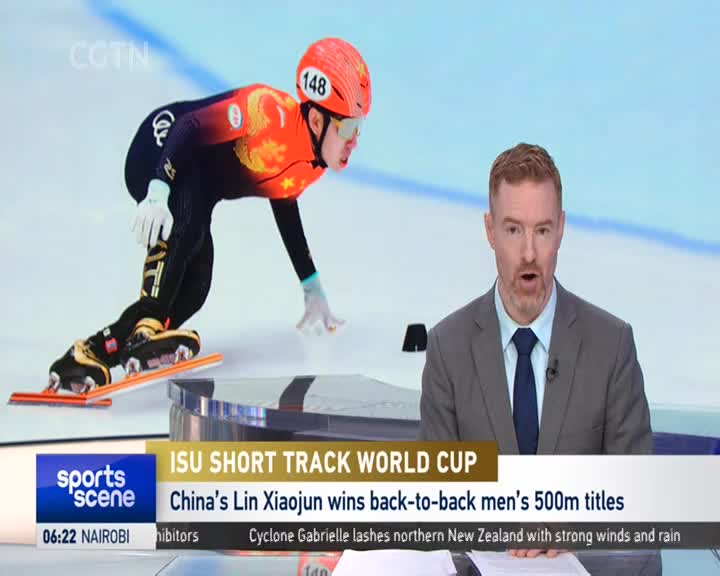 CGTN
148
ISU SHORT TRACK WORLD CUP
sports
scene
China's Lin Xiaojun wins back-to-back men's 500m titles
06:22 NAIROBI
hibitors Cyclone Gabrielle lashes northern New Zealand with strong winds and rain
148